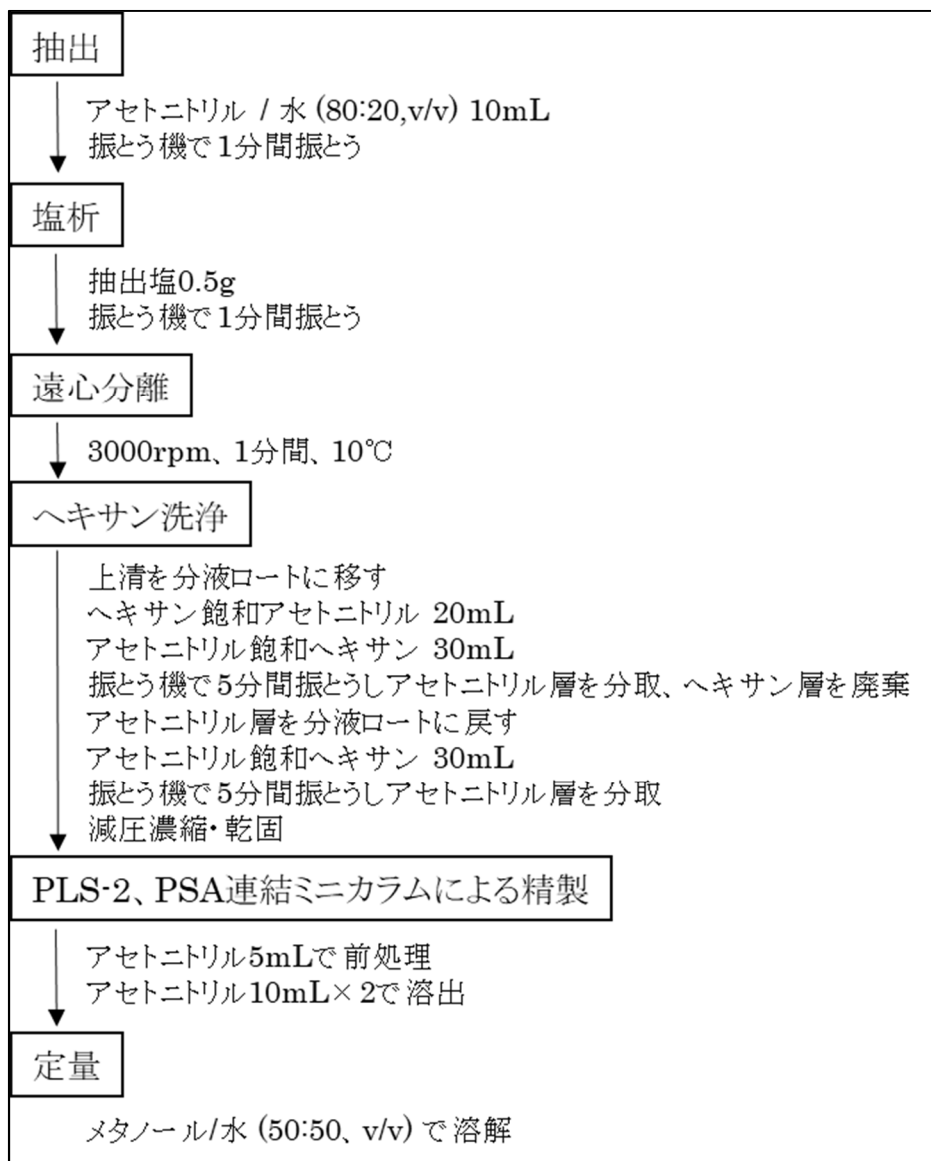 抽出
アセトニトリル / 水 (80:20,v/v) 10mL
振とう機で1分間振とう
塩析
抽出塩0.5g
振とう機で1分間振とう
遠心分離
3000rpm、1分間、10℃
ヘキサン洗浄
上清を分液ロートに移す
ヘキサン飽和アセトニトリル 20mL
アセトニトリル飽和ヘキサン 30mL
振とう機で5分間振とうしアセトニトリル層を分取、ヘキサン層を廃棄
アセトニトリル層を分液ロートに戻す
アセトニトリル飽和ヘキサン 30mL
振とう機で5分間振とうしアセトニトリル層を分取
減圧濃縮・乾固
PLS-2、PSA連結ミニカラムによる精製
アセトニトリル5mLで前処理
アセトニトリル10mL×2で溶出
定量
メタノール/水 (50:50、v/v) で溶解